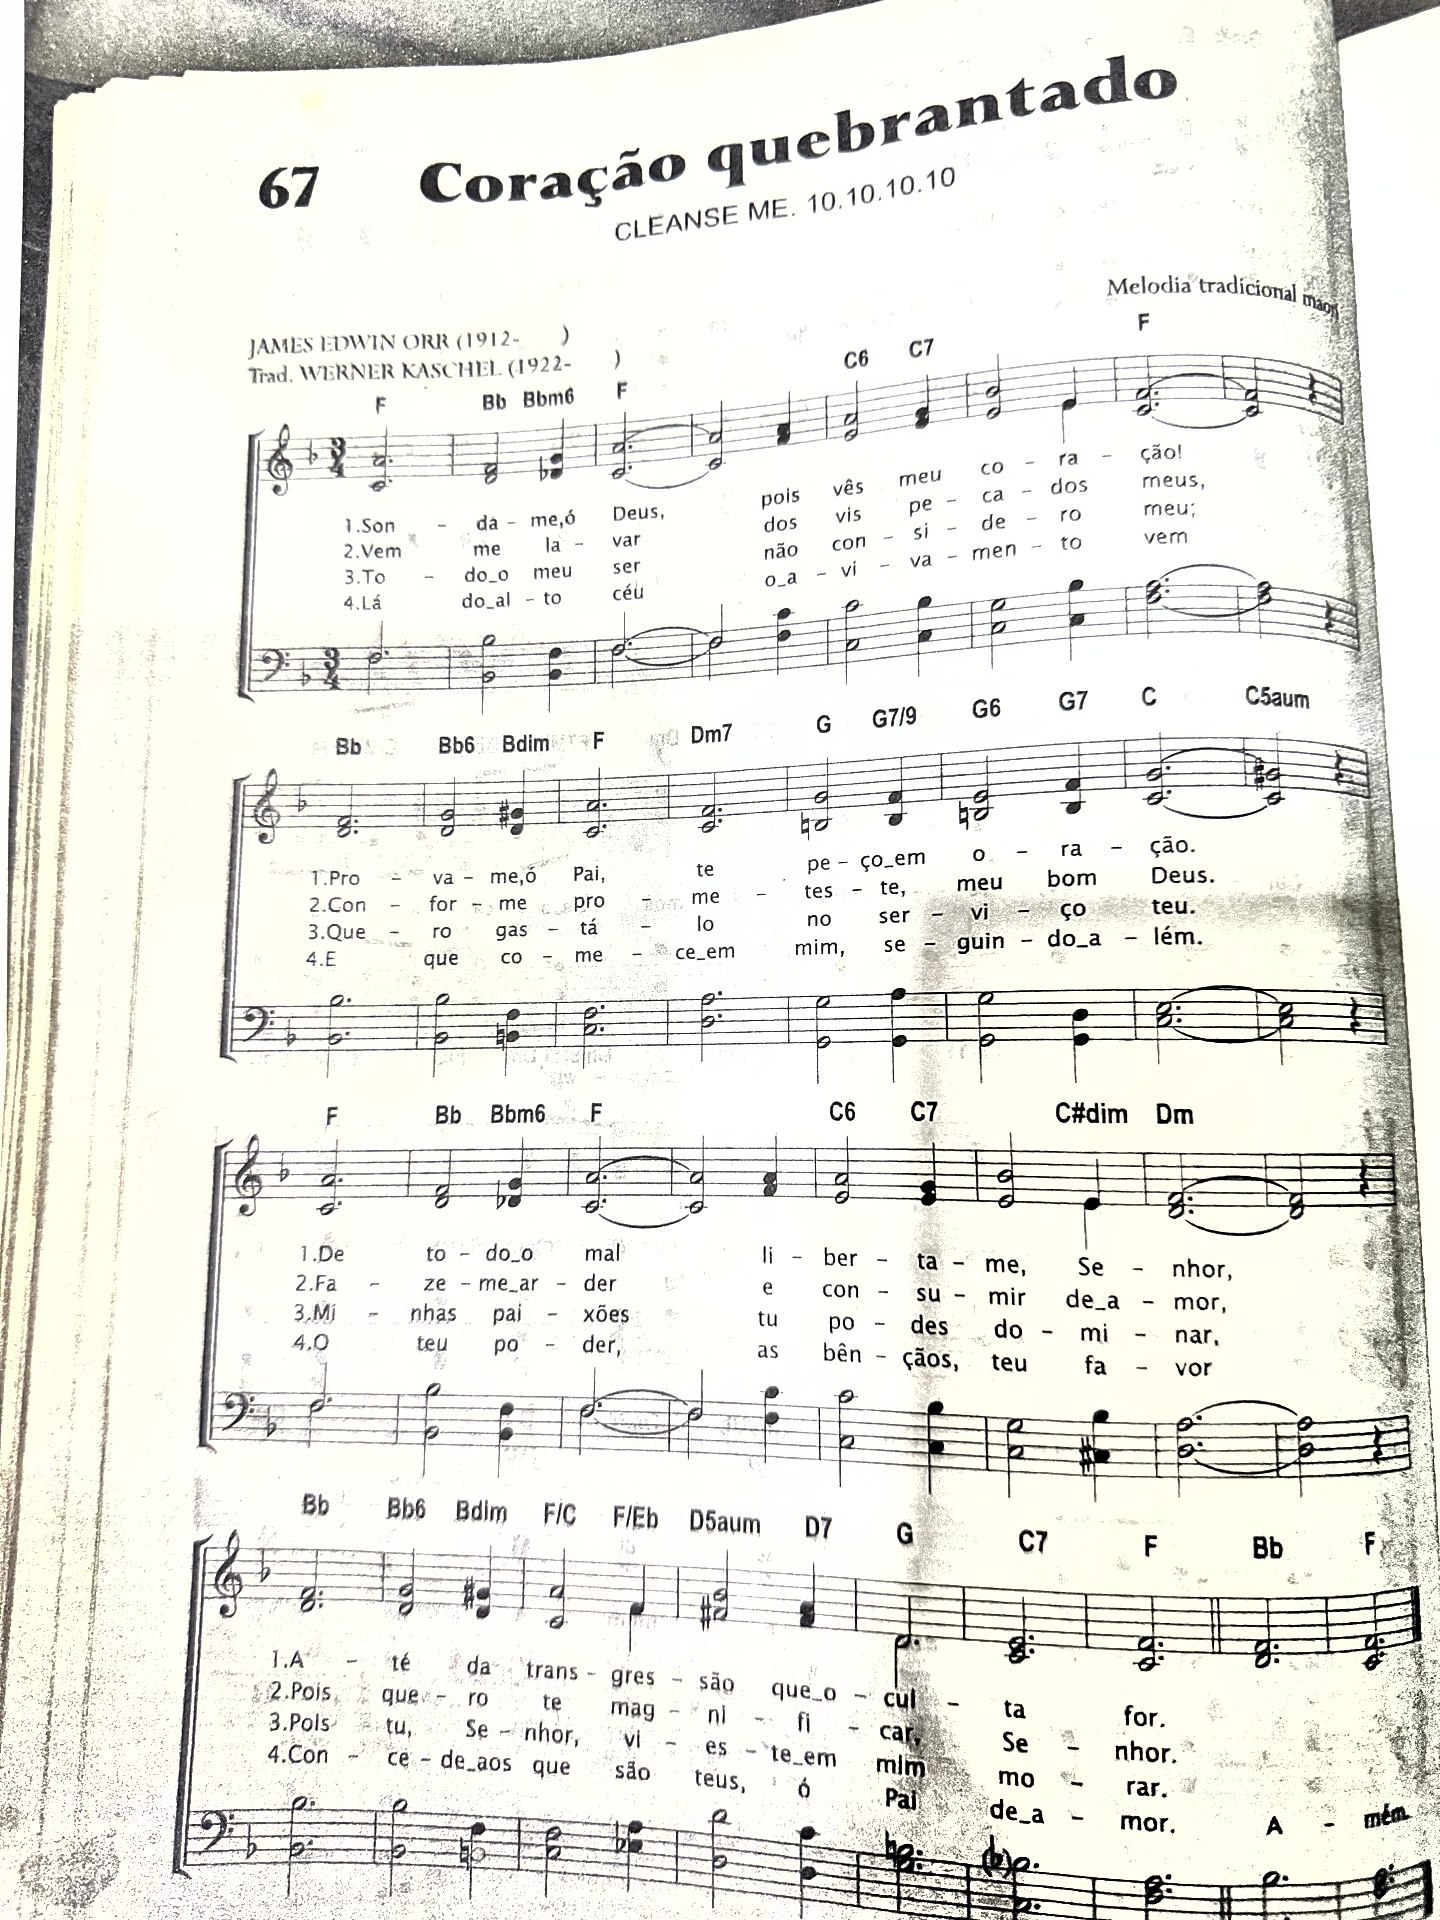 67 Coração quebrantado
CLEANSE ME. 10.10.10.10
Melodia tradicional maori
JAMES EDWIN ORR (1912- )
Trad. WERNER KASCHEL (1922- )
F Bb Bbm6 F C6 C7 F
1.Son - da - me,ó Deus, pois vês meu co - ra - ção!
2.Vem me la - var dos vis pe - ca - dos meus,
3.To - do_o meu ser não con - si - de - ro meu;
4.Lá do_al - to céu o_a - vi - va - men - to vem
Bb Bb6 Bdim F Dm7 G G7/9 G6 G7 C C5aum
1.Pro - va - me,ó Pai, te pe - ço_em o - ra - ção.
2.Con - for - me pro - me - tes - te, meu bom Deus.
3.Que - ro gas - tá - lo no ser - vi - ço teu.
4.E que co - me - ce_em mim, se - guin - do_a - lém.
F Bb Bbm6 F C6 C7 C#dim Dm
1.De to - do_o mal li - ber - ta - me, Se - nhor,
2.Fa - ze - me_ar - der e con - su - mir de_a - mor,
3.Mi - nhas pai - xões tu po - des do - mi - nar,
4.O teu po - der, as bên - çãos, teu fa - vor
Bb Bb6 Bdim F/C F/Eb D5aum D7 G C7 F Bb F
1.A - té da trans - gres - são que_o - cul - ta for.
2.Pois que - ro te mag - ni - fi - car, Se - nhor.
3.Pois tu, Se - nhor, vi - es - te_em mim mo - rar.
4.Con - ce - de_aos que são teus, ó Pai de_a - mor. A - mém.